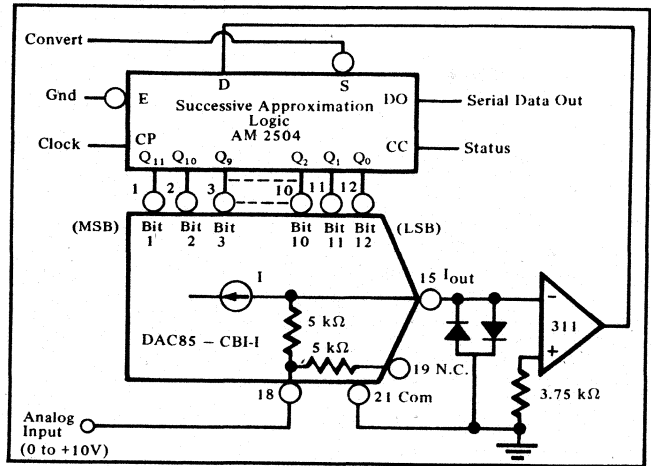 Convert
D
S
Gnd
E
Successive Approximation
Logic
AM 2504
DO
Serial Data Out
Clock
CP
CC
Status
Q11 Q10 Q9 Q2 Q1 Q0
1 2 3 10 11 12
(MSB)
Bit 1
Bit 2
Bit 3
Bit 10
Bit 11
Bit 12
(LSB)
I
15 Iout
5 kΩ
5 kΩ
DAC85 – CBI-I
19 N.C.
−
311
+
3.75 kΩ
18
21 Com
Analog
Input
(0 to +10V)